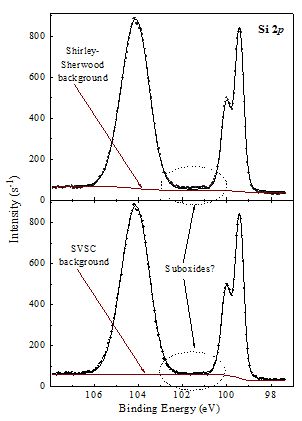 Si 2p
800
600
400
200
0
Shirley-
Sherwood
background
Intensity (s-1)
Suboxides?
800
600
400
200
0
SVSC
background
106
104
102
100
98
Binding Energy (eV)